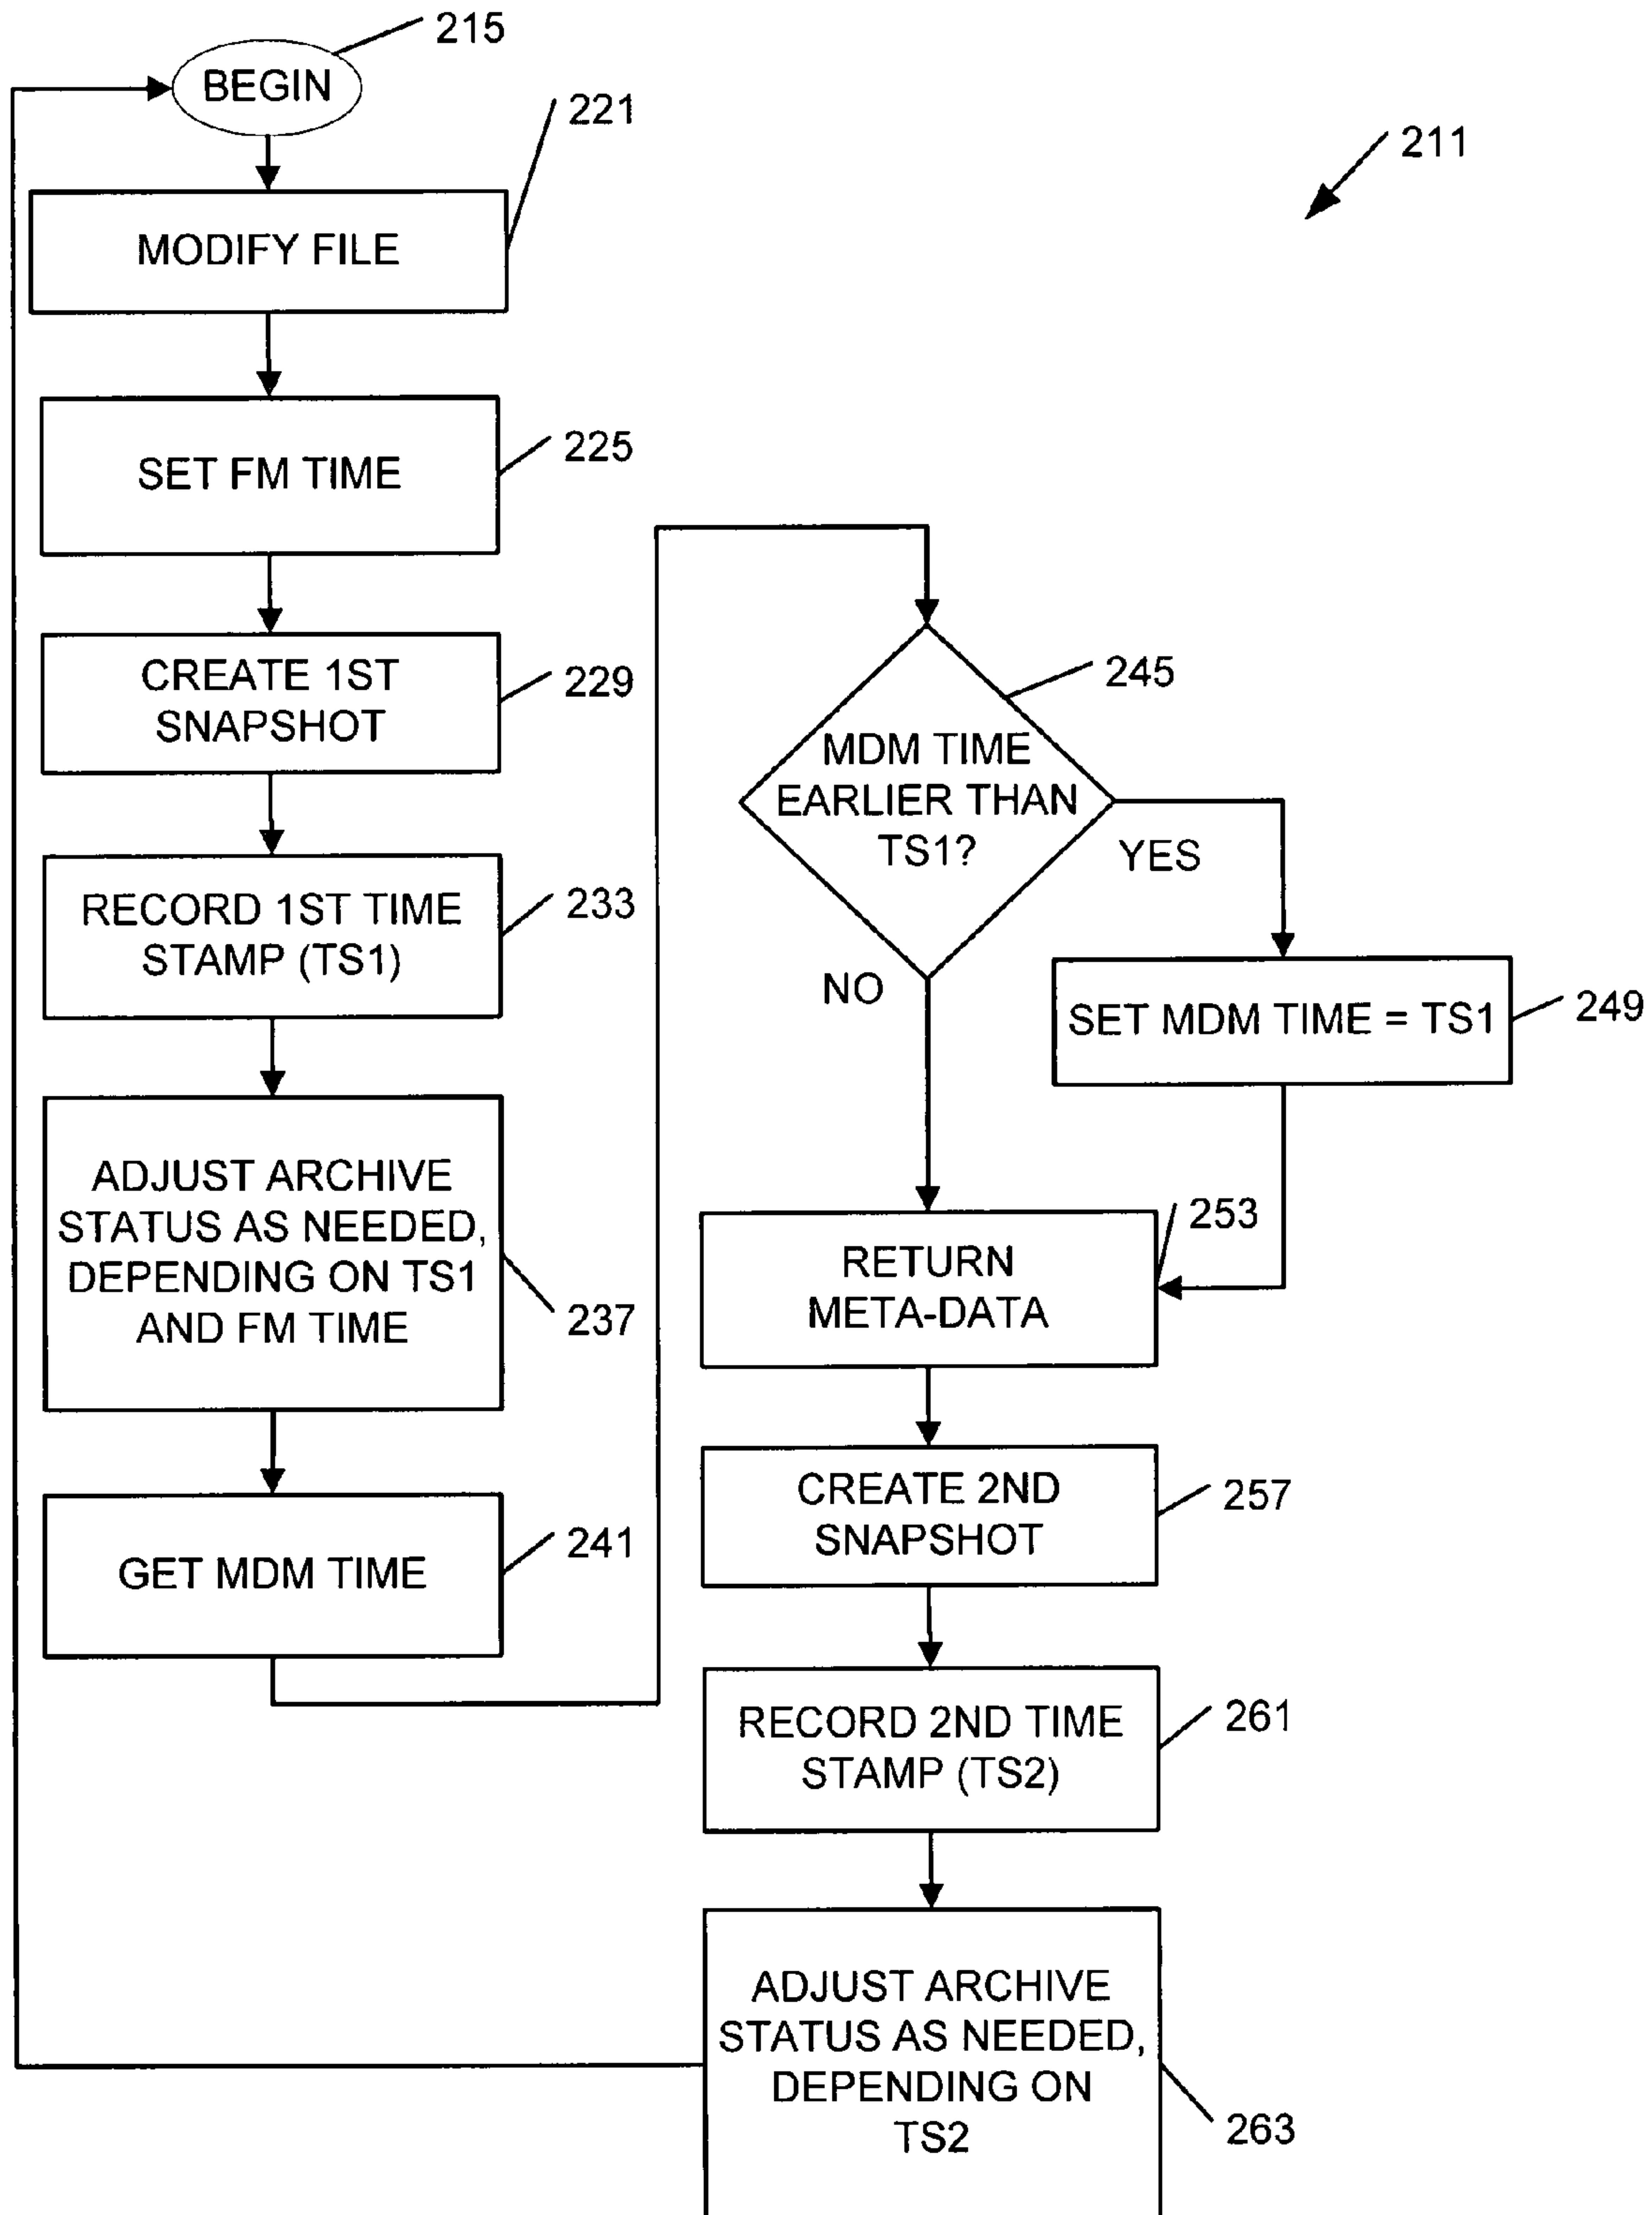 215
BEGIN
221
211
MODIFY FILE
225
SET FM TIME
CREATE 1ST
SNAPSHOT
229
RECORD 1ST TIME
STAMP (TS1)
233
ADJUST ARCHIVE
STATUS AS NEEDED,
DEPENDING ON TS1
AND FM TIME
237
GET MDM TIME
241
245
MDM TIME
EARLIER THAN
TS1?
YES
NO
SET MDM TIME = TS1
249
253
RETURN
META-DATA
CREATE 2ND
SNAPSHOT
257
RECORD 2ND TIME
STAMP (TS2)
261
ADJUST ARCHIVE
STATUS AS NEEDED,
DEPENDING ON
TS2
263